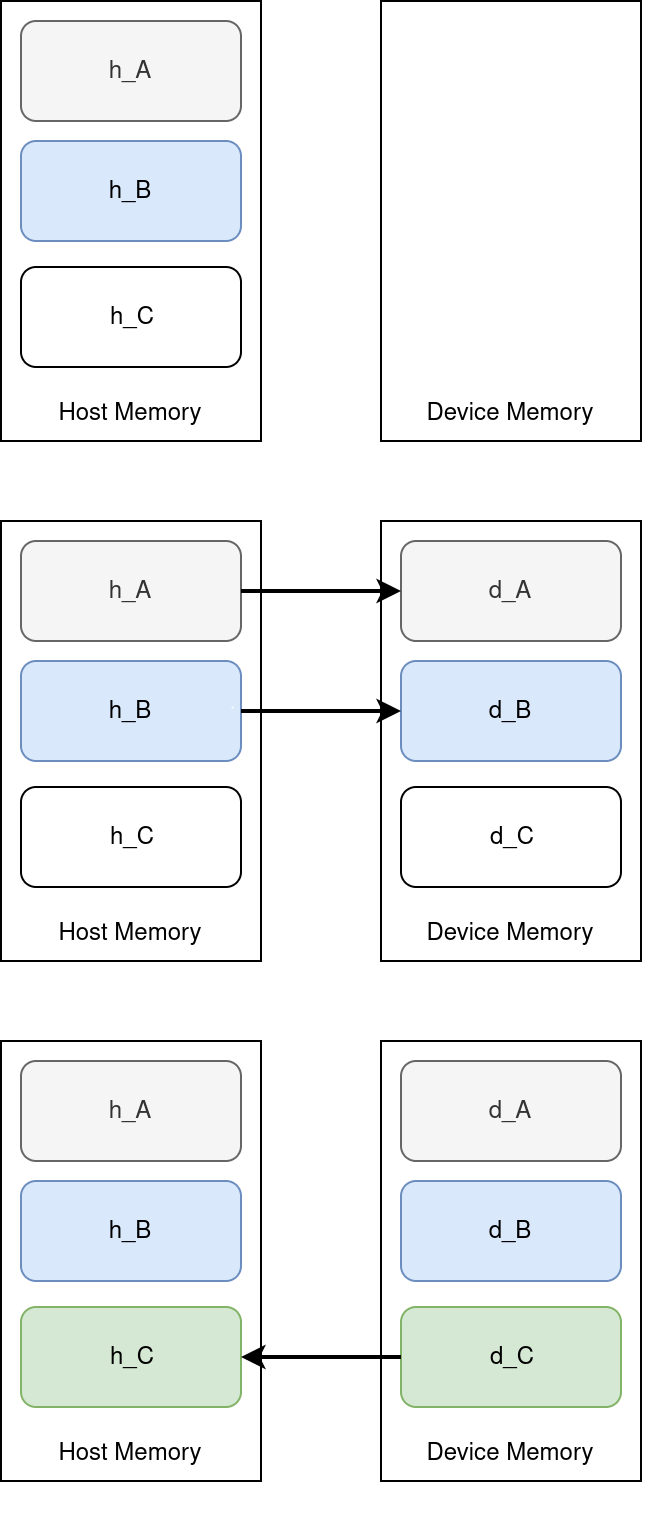 h_A
h_B
h_C
Host Memory
Device Memory
h_A
d_A
h_B
d_B
h_C
d_C
Host Memory
Device Memory
h_A
d_A
h_B
d_B
h_C
d_C
Host Memory
Device Memory